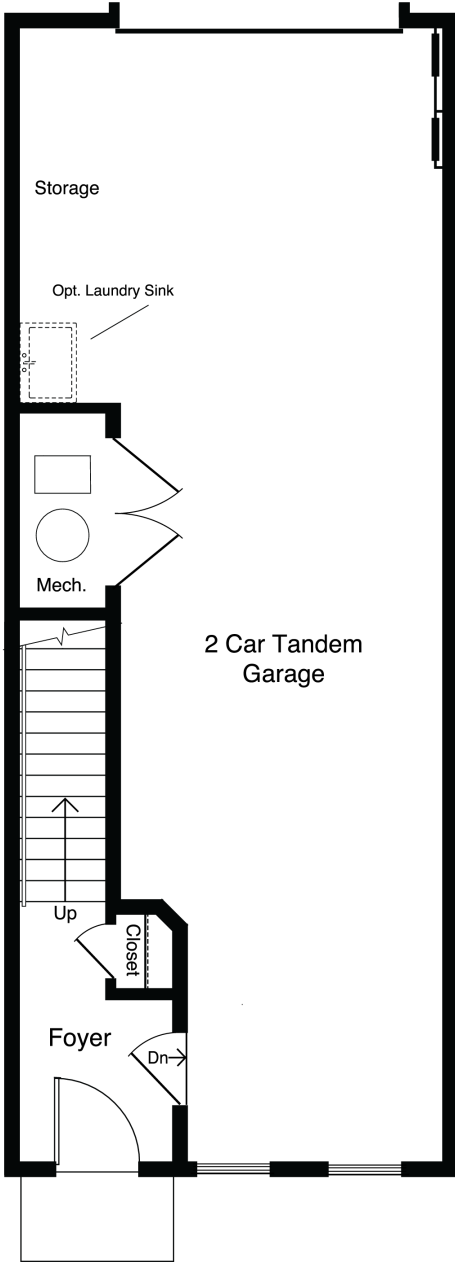 Storage
Opt. Laundry Sink
Mech.
2 Car Tandem
Garage
Up
Closet
Foyer
Dn